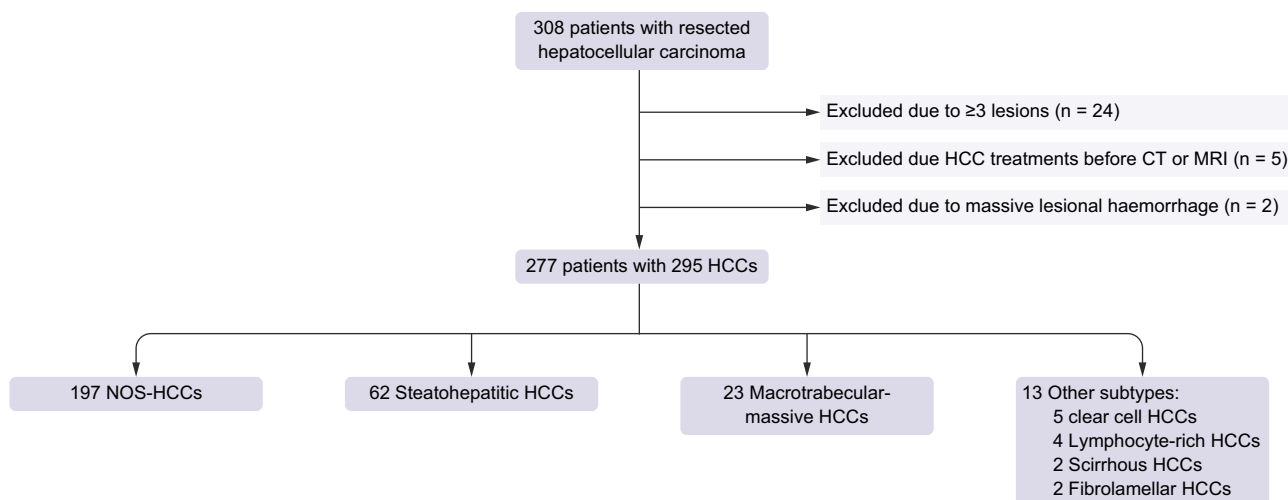 308 patients with resected
hepatocellular carcinoma
Excluded due to ≥3 lesions (n = 24)
Excluded due HCC treatments before CT or MRI (n = 5)
Excluded due to massive lesional haemorrhage (n = 2)
277 patients with 295 HCCs
197 NOS-HCCs
62 Steatohepatitic HCCs
23 Macrotrabecular-
massive HCCs
13 Other subtypes:
5 clear cell HCCs
4 Lymphocyte-rich HCCs
2 Scirrhous HCCs
2 Fibrolamellar HCCs